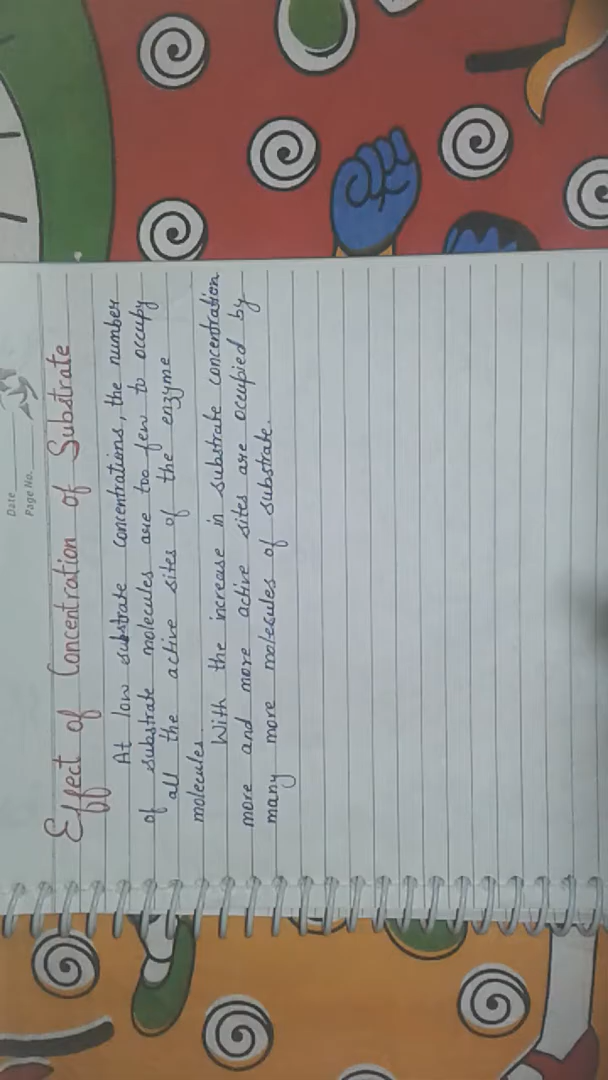 Date
Page No.
Effect of Concentration of Substrate
At low substrate concentrations, the number
of substrate molecules are too few to occupy
all the active sites of the enzyme
molecules.
With the increase in substrate concentration
more and more active sites are occupied by
many more molecules of substrate.